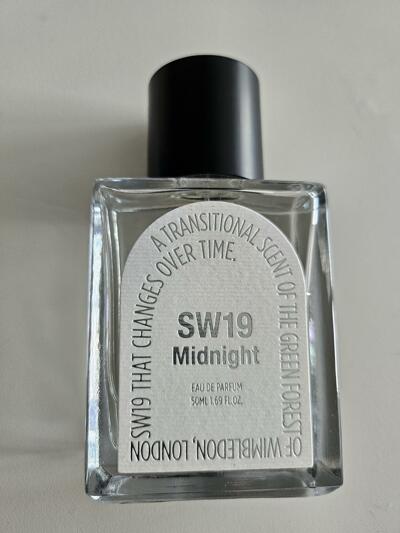 A TRANSITIONAL SCENT OF THE GREEN FOREST
OF WIMBLEDON, LONDON
SW19 THAT CHANGES OVER TIME.
SW19
Midnight
EAU DE PARFUM
50ML 1.69 FL.OZ.